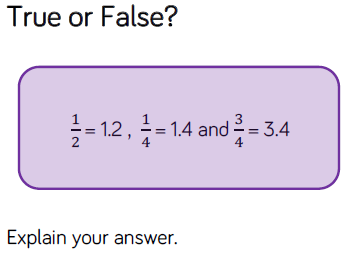 True or False?
1/2 = 1.2 , 1/4 = 1.4 and 3/4 = 3.4
Explain your answer.